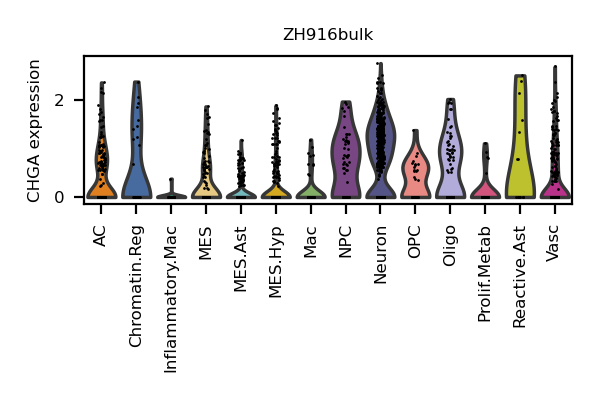 ZH916bulk
CHGA expression
2
0
AC
Chromatin.Reg
Inflammatory.Mac
MES
MES.Ast
MES.Hyp
Mac
NPC
Neuron
OPC
Oligo
Prolif.Metab
Reactive.Ast
Vasc